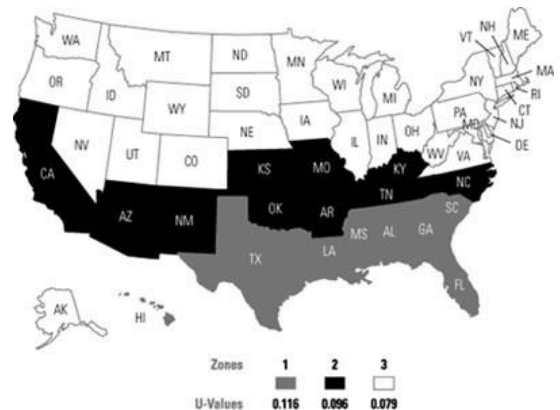 WA
MT
ND
MN
VT
NH
ME
OR
ID
WY
SD
WI
MI
NY
MA
RI
CT
NV
UT
CO
NE
IA
IL
IN
OH
PA
NJ
MD
DE
WV
VA
CA
AZ
NM
KS
MO
KY
OK
AR
TN
NC
TX
LA
MS
AL
GA
SC
FL
AK
HI
Zones 1 2 3
U-Values 0.116 0.096 0.079